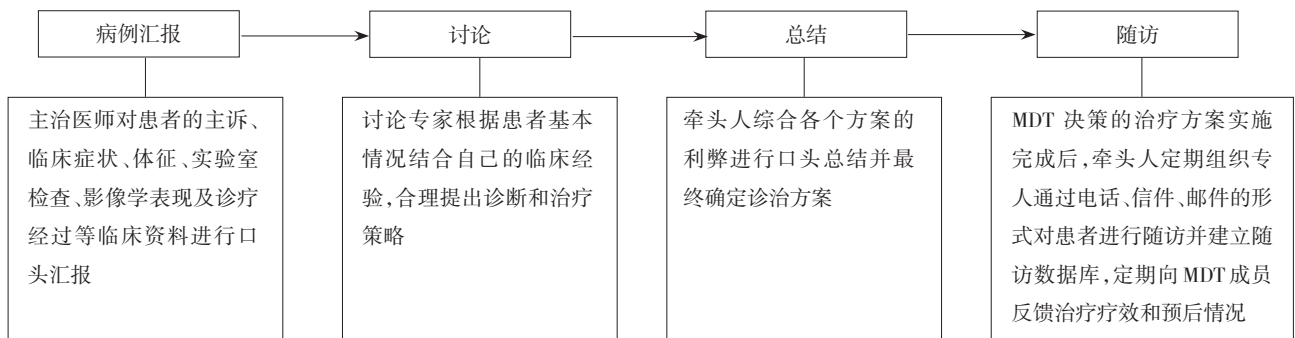 病例汇报
讨论
总结
随访
主治医师对患者的主诉、
临床症状、体征、实验室
检查、影像学表现及诊疗
经过等临床资料进行口
头汇报
讨论专家根据患者基本
情况结合自己的临床经
验,合理提出诊断和治疗
策略
牵头人综合各个方案的
利弊进行口头总结并最
终确定诊治方案
MDT 决策的治疗方案实施
完成后,牵头人定期组织专
人通过电话、信件、邮件的形
式对患者进行随访并建立随
访数据库,定期向MDT成员
反馈治疗疗效和预后情况